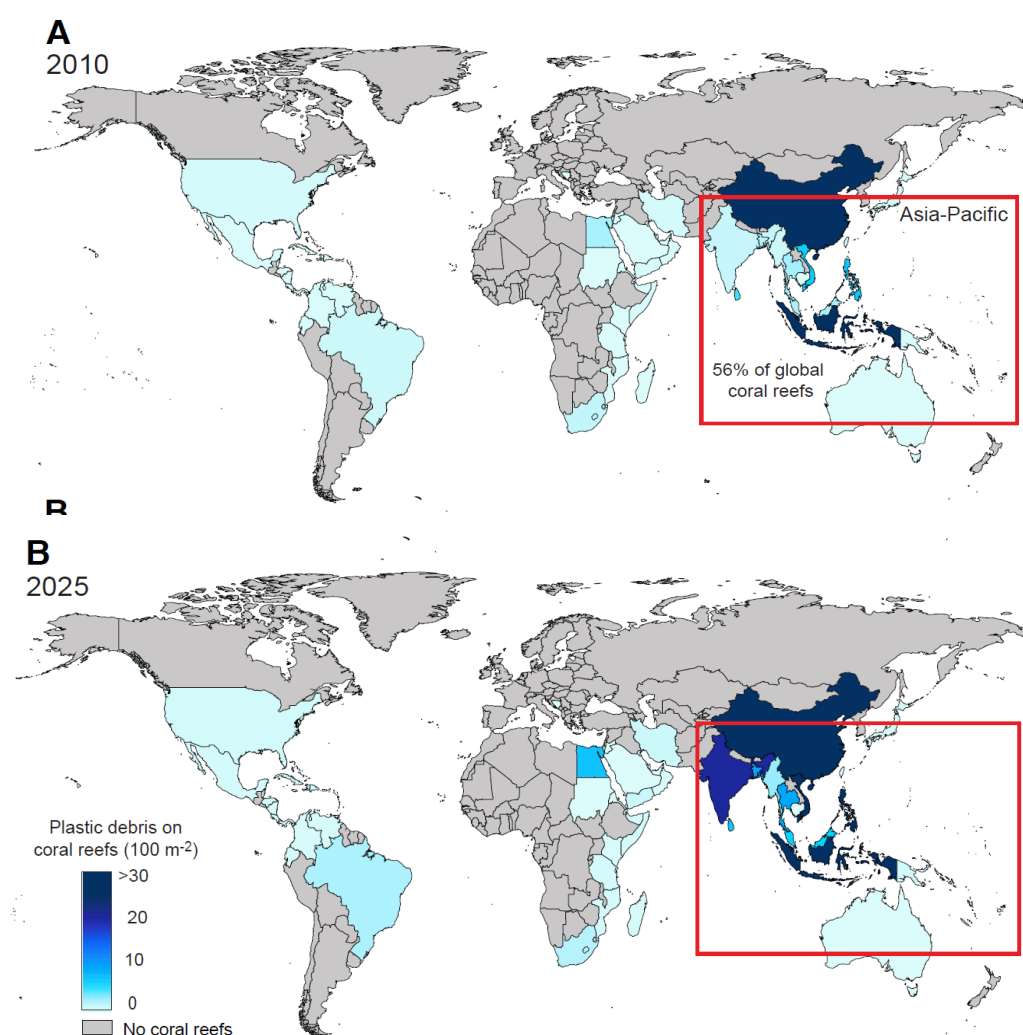 A
2010
Asia-Pacific
56% of global
coral reefs
B
B
2025
Plastic debris on
coral reefs (100 m⁻²)
>30
20
10
0
No coral reefs